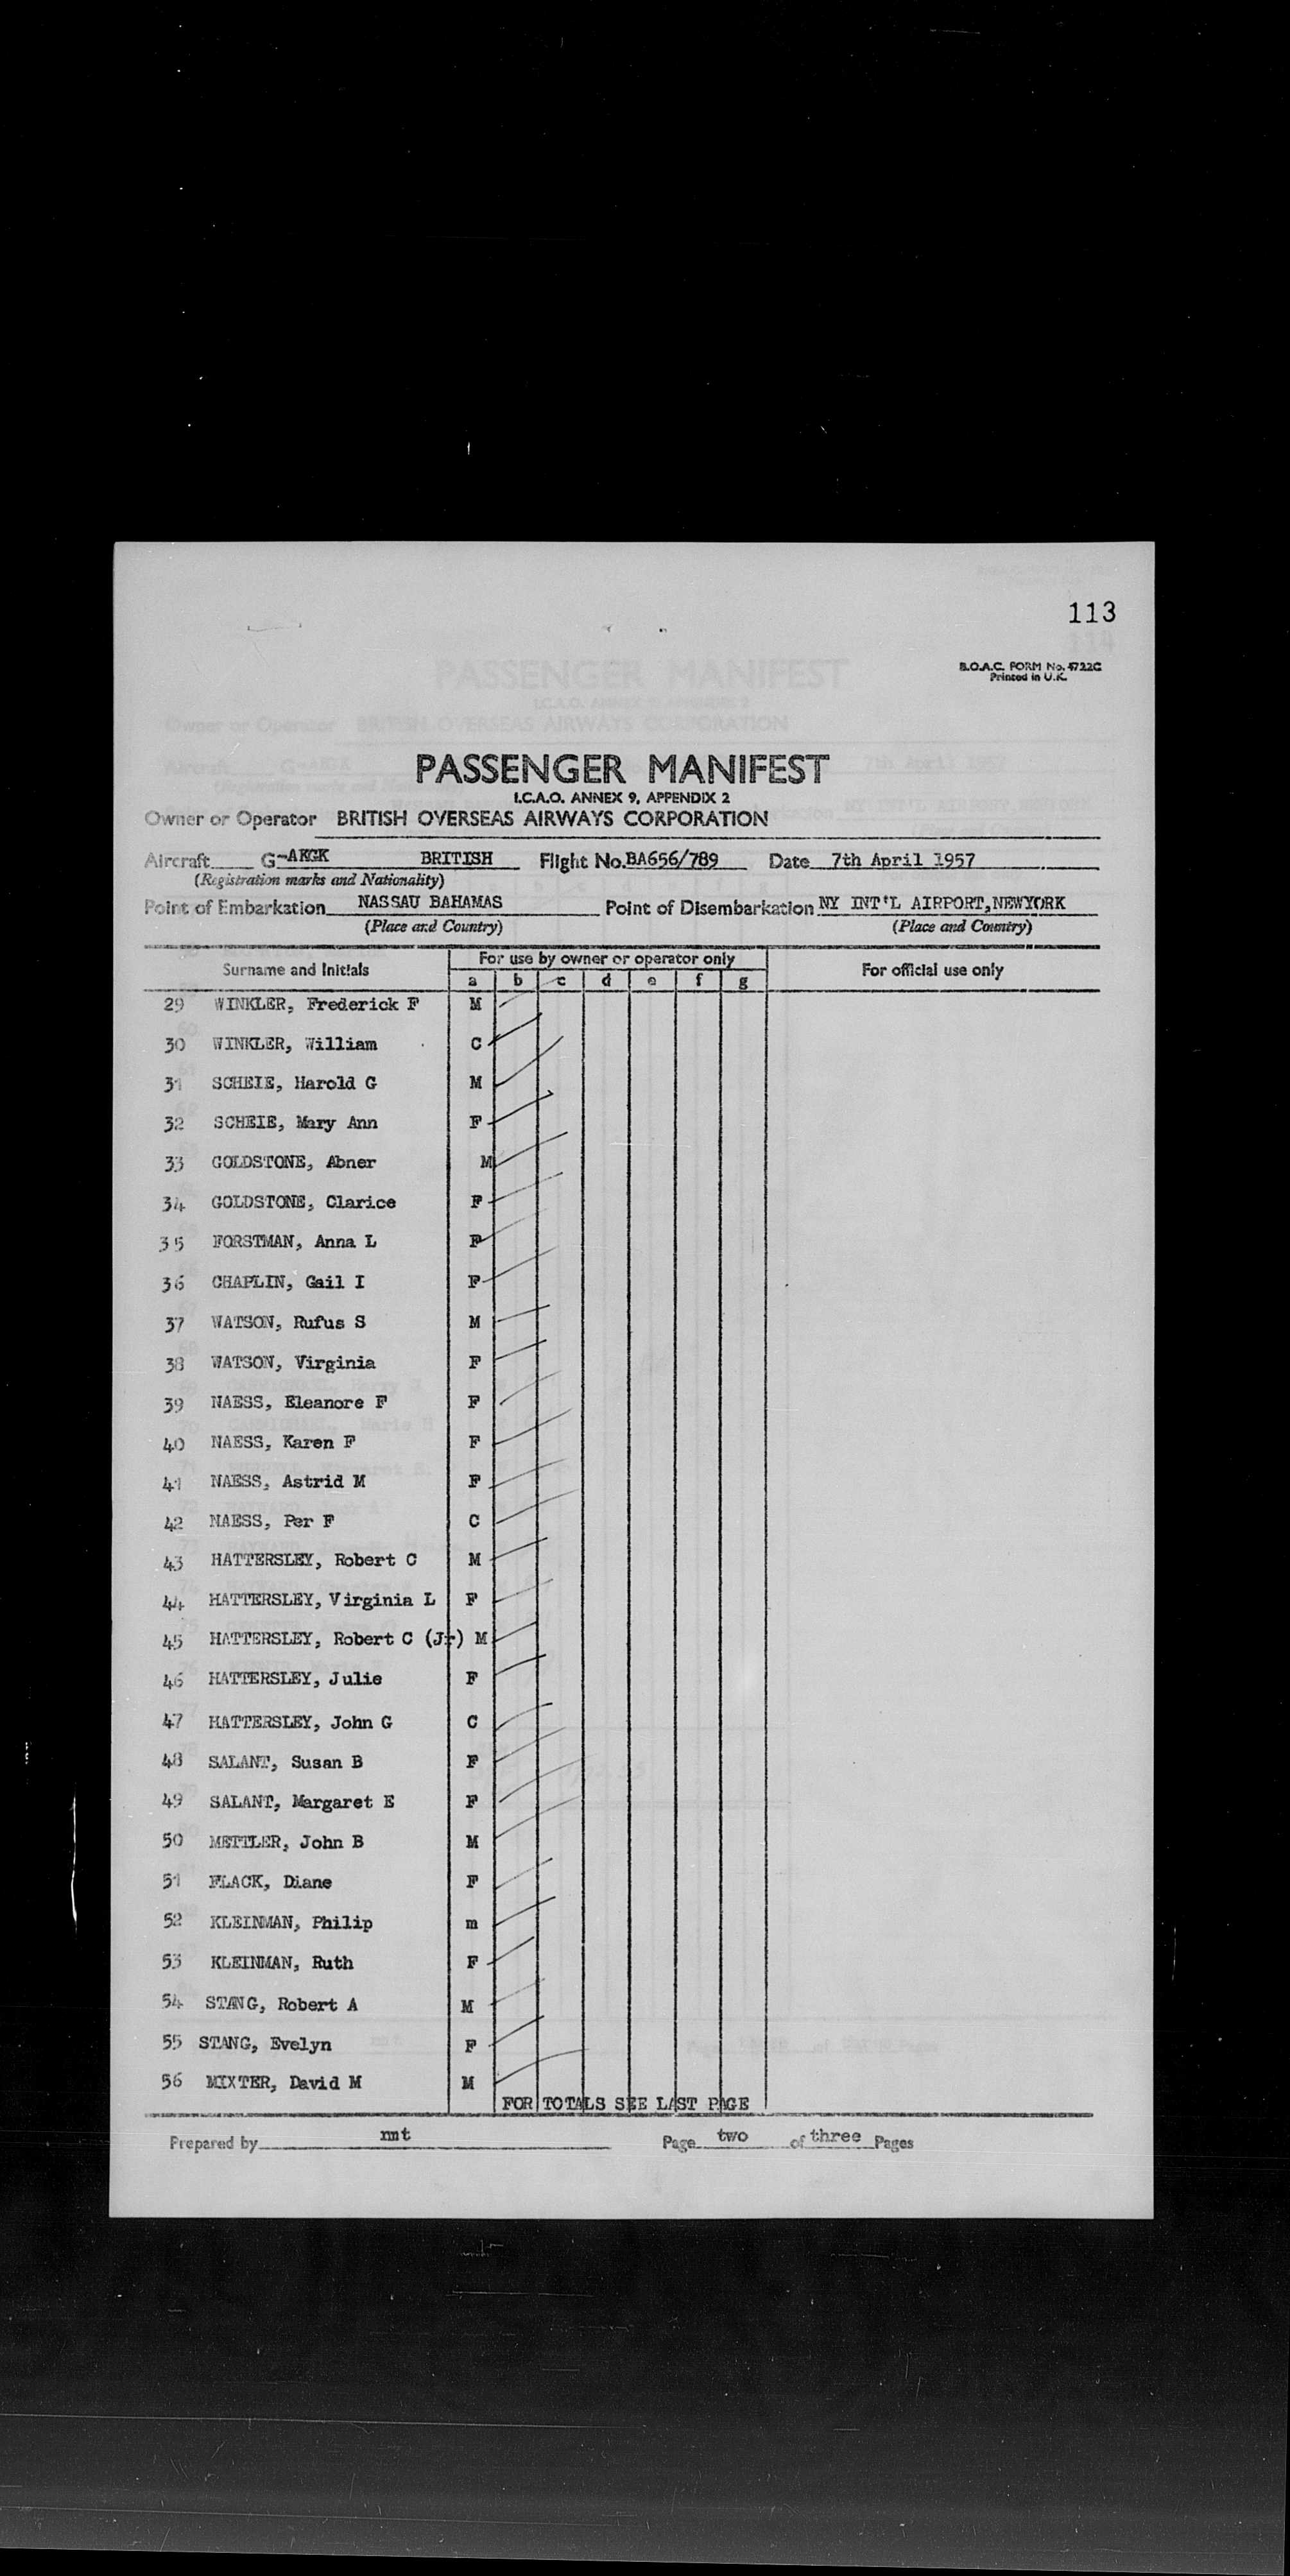 113
B.O.A.C. FORM No. 4722C
Printed in U.K.
PASSENGER MANIFEST
I.C.A.O. ANNEX 9, APPENDIX 2
Owner or Operator BRITISH OVERSEAS AIRWAYS CORPORATION
Aircraft G-AKGK BRITISH Flight No. BA656/789 Date 7th April 1957
(Registration marks and Nationality)
Point of Embarkation NASSAU BAHAMAS Point of Disembarkation NY INT'L AIRPORT,NEWYORK
(Place and Country) (Place and Country)
Surname and Initials For use by owner or operator only For official use only
a b c d e f g
29 WINKLER, Frederick F M
30 WINKLER, William C
31 SCHEIE, Harold G M
32 SCHEIE, Mary Ann F
33 GOLDSTONE, Abner M
34 GOLDSTONE, Clarice F
35 FORSTMAN, Anna L F
36 CHAPLIN, Gail I F
37 WATSON, Rufus S M
38 WATSON, Virginia F
39 NAESS, Eleanore F F
40 NAESS, Karen F F
41 NAESS, Astrid M F
42 NAESS, Per F C
43 HATTERSLEY, Robert C M
44 HATTERSLEY, Virginia L F
45 HATTERSLEY, Robert C (Jr) M
46 HATTERSLEY, Julie F
47 HATTERSLEY, John G C
48 SALANT, Susan B F
49 SALANT, Margaret E F
50 METTLER, John B M
51 FLACK, Diane F
52 KLEINMAN, Philip m
53 KLEINMAN, Ruth F
54 STANG, Robert A M
55 STANG, Evelyn F
56 MIXTER, David M M
FOR TOTALS SEE LAST PAGE
Prepared by nmt Page two of three Pages